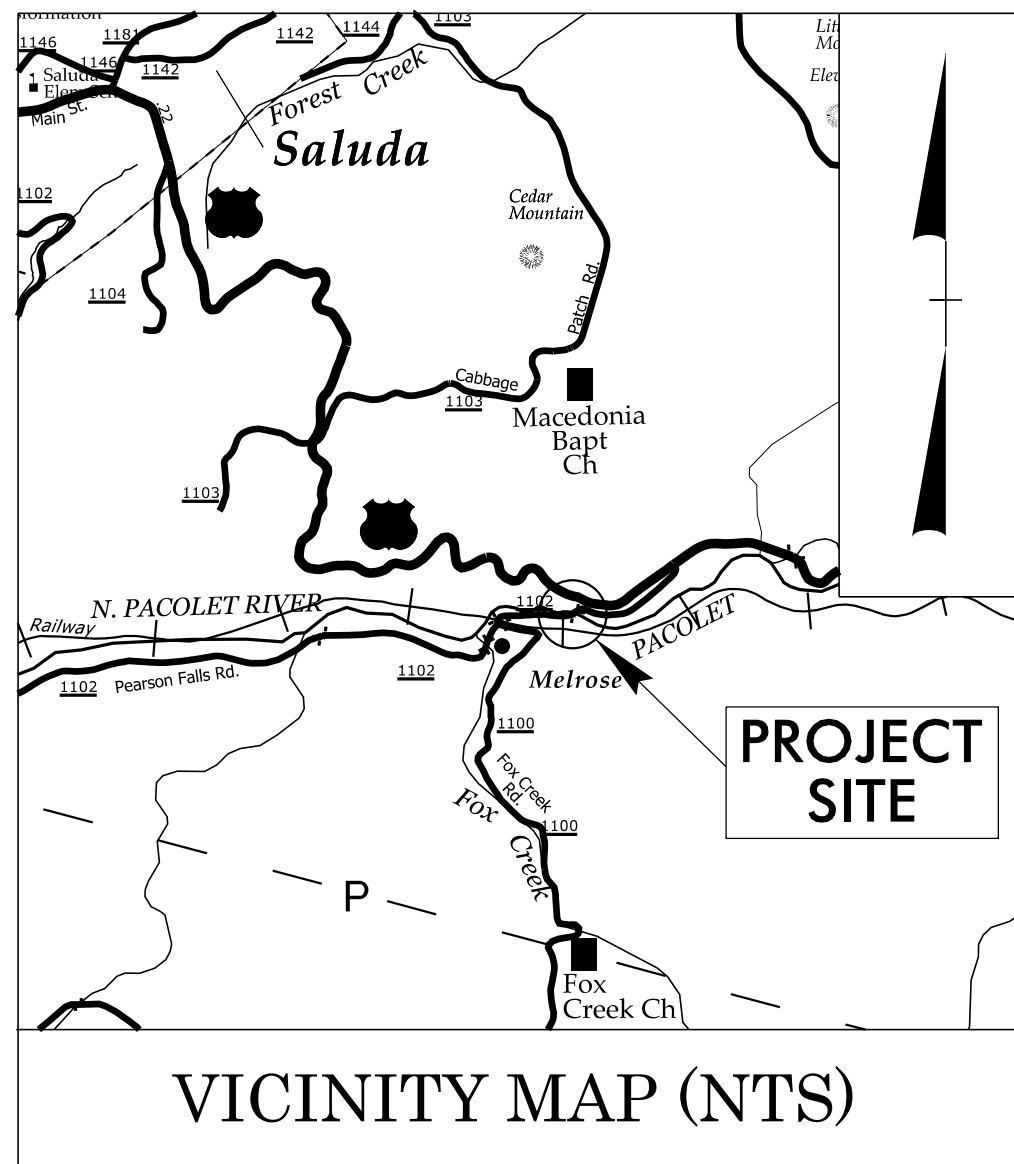 1146
1181
1142
1144
1103
1146
1142
Saluda
Main St.
.22
Forest Creek
Saluda
1102
Cedar
Mountain
1104
Patch Rd.
Cabbage
1103
Macedonia
Bapt
Ch
1103
N. PACOLET RIVER
1102
PACOLET
Railway
Pearson Falls Rd.
1102
1102
Melrose
1100
Fox Creek
Rd.
Fox Creek
1100
PROJECT
SITE
P
Fox
Creek Ch
VICINITY MAP (NTS)